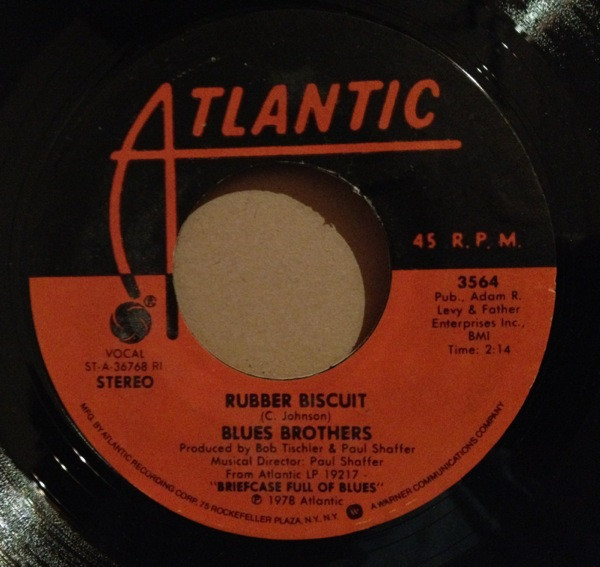 ATLANTIC
45 R.P.M.
3564
Pub., Adam R.
Levy & Father
Enterprises Inc.,
BMI
Time: 2:14
®
VOCAL
ST-A-36768 RI
STEREO
RUBBER BISCUIT
(C. Johnson)
BLUES BROTHERS
Produced by Bob Tischler & Paul Shaffer
Musical Director: Paul Shaffer
From Atlantic LP 19217 -
"BRIEFCASE FULL OF BLUES"
℗ 1978 Atlantic
MFG. BY ATLANTIC RECORDING CORP. 75 ROCKEFELLER PLAZA, N.Y. N.Y. W A WARNER COMMUNICATIONS COMPANY